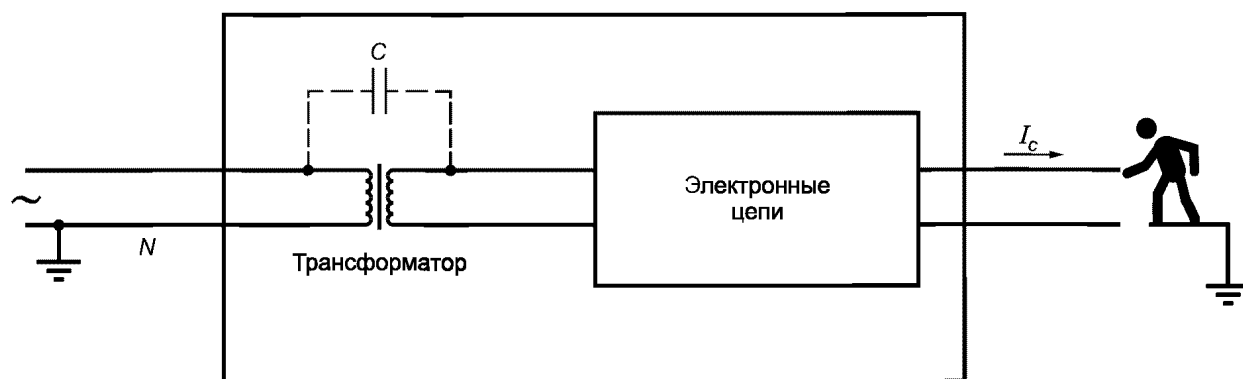 C
I_c
Электронные
цепи
~
N
Трансформатор